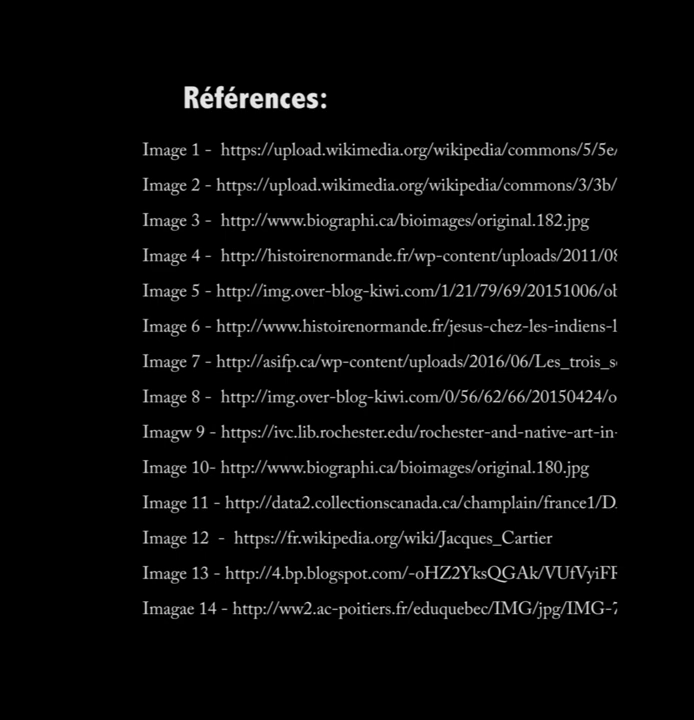 Références:
Image 1 - https://upload.wikimedia.org/wikipedia/commons/5/5e/
Image 2 - https://upload.wikimedia.org/wikipedia/commons/3/3b/
Image 3 - http://www.biographi.ca/bioimages/original.182.jpg
Image 4 - http://histoirenormande.fr/wp-content/uploads/2011/08
Image 5 - http://img.over-blog-kiwi.com/1/21/79/69/20151006/ob
Image 6 - http://www.histoirenormande.fr/jesus-chez-les-indiens-l
Image 7 - http://asifp.ca/wp-content/uploads/2016/06/Les_trois_s
Image 8 - http://img.over-blog-kiwi.com/0/56/62/66/20150424/o
Imagw 9 - https://ivc.lib.rochester.edu/rochester-and-native-art-in-
Image 10- http://www.biographi.ca/bioimages/original.180.jpg
Image 11 - http://data2.collectionscanada.ca/champlain/france1/D
Image 12 - https://fr.wikipedia.org/wiki/Jacques_Cartier
Image 13 - http://4.bp.blogspot.com/-oHZ2YksQGAk/VUfVyiF
Imagae 14 - http://ww2.ac-poitiers.fr/eduquebec/IMG/jpg/IMG-7